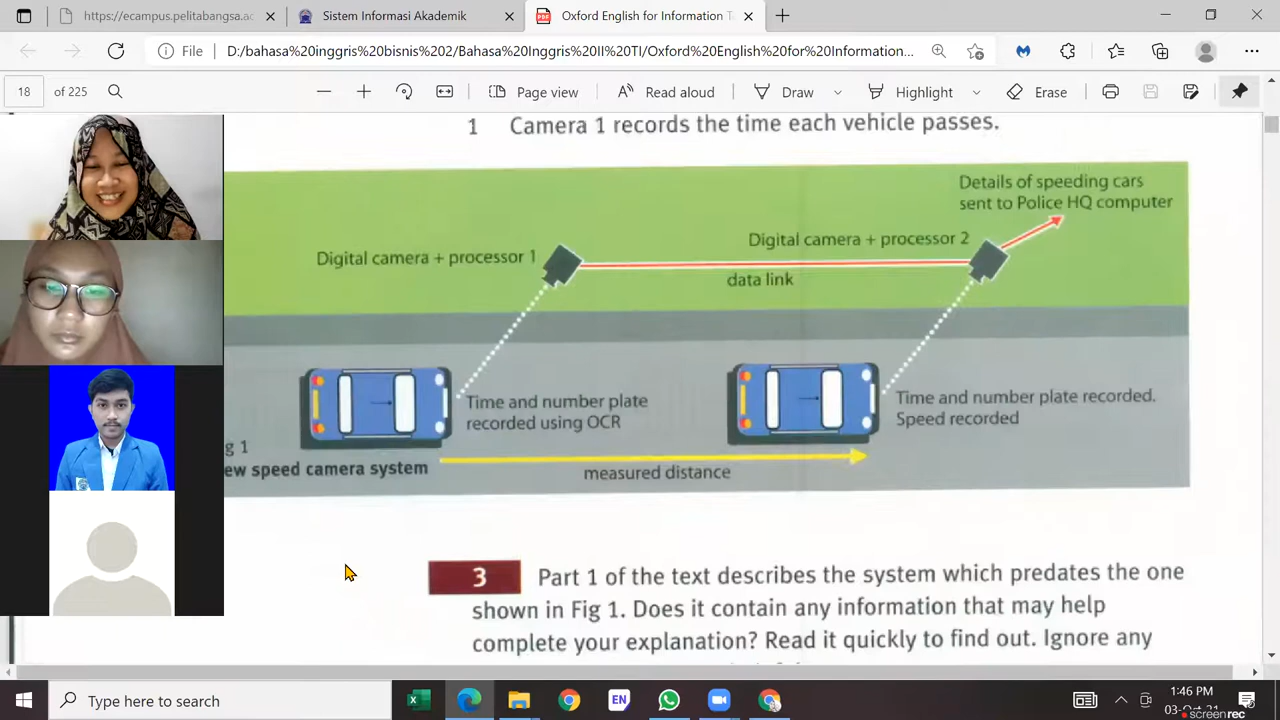 https://ecampus.pelitabangsa.ac
Sistem Informasi Akademik
Oxford English for Information T
File
D:/bahasa%20inggris%20bisnis%202/Bahasa%20Inggris%20II%20TI/Oxford%20English%20for%20Information...
18 of 225
Page view
Read aloud
Draw
Highlight
Erase
1 Camera 1 records the time each vehicle passes.
Details of speeding cars
sent to Police HQ computer
Digital camera + processor 1
Digital camera + processor 2
data link
Time and number plate
recorded using OCR
Time and number plate recorded.
Speed recorded
g 1
ew speed camera system
measured distance
3 Part 1 of the text describes the system which predates the one
shown in Fig 1. Does it contain any information that may help
complete your explanation? Read it quickly to find out. Ignore any
Type here to search
EN
1:46 PM
03-Oct-21
screenrec